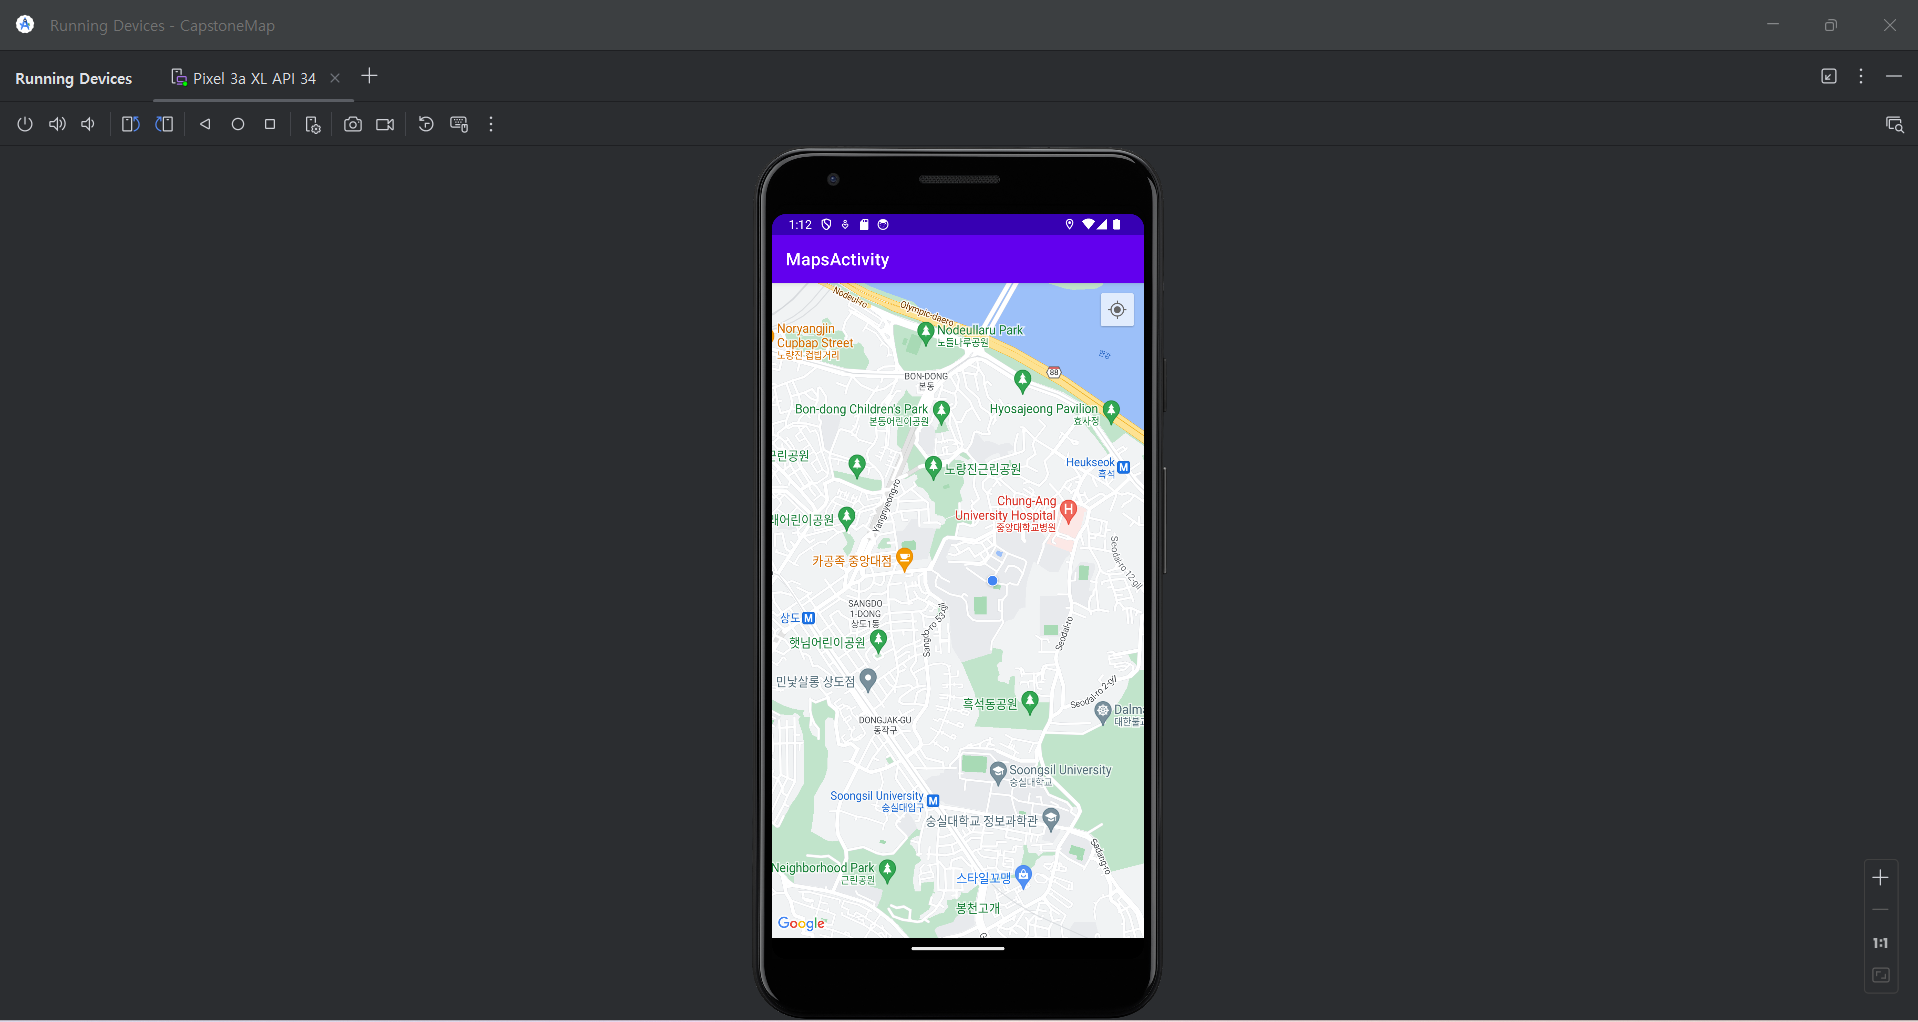 Running Devices - CapstoneMap
Running Devices
Pixel 3a XL API 34
1:12
MapsActivity
Nodeul-ro
Olympic-daero
Noryangjin
Cupbap Street
노량진 컵밥거리
Nodeullaru Park
노들나루공원
한강
88
BON-DONG
본동
Bon-dong Children's Park
본동어린이공원
Hyosajeong Pavilion
효사정
근린공원
노량진근린공원
Heukseok
흑석
M
Yangnyeong-ro
Chung-Ang
University Hospital
중앙대학교병원
H
래어린이공원
Seodal-ro 12-gil
카공족 중앙대점
SANGDO
1-DONG
상도1동
상도
M
Sangdo-ro 53-gil
Seodal-ro
햇님어린이공원
민낯살롱 상도점
흑석동공원
Seodal-ro 2-gil
Dalma
대한불교
DONGJAK-GU
동작구
Soongsil University
숭실대학교
Soongsil University
숭실대입구
M
숭실대학교 정보과학관
Sadang-ro
Neighborhood Park
근린공원
스타일꼬맹
봉천고개
Google
1:1